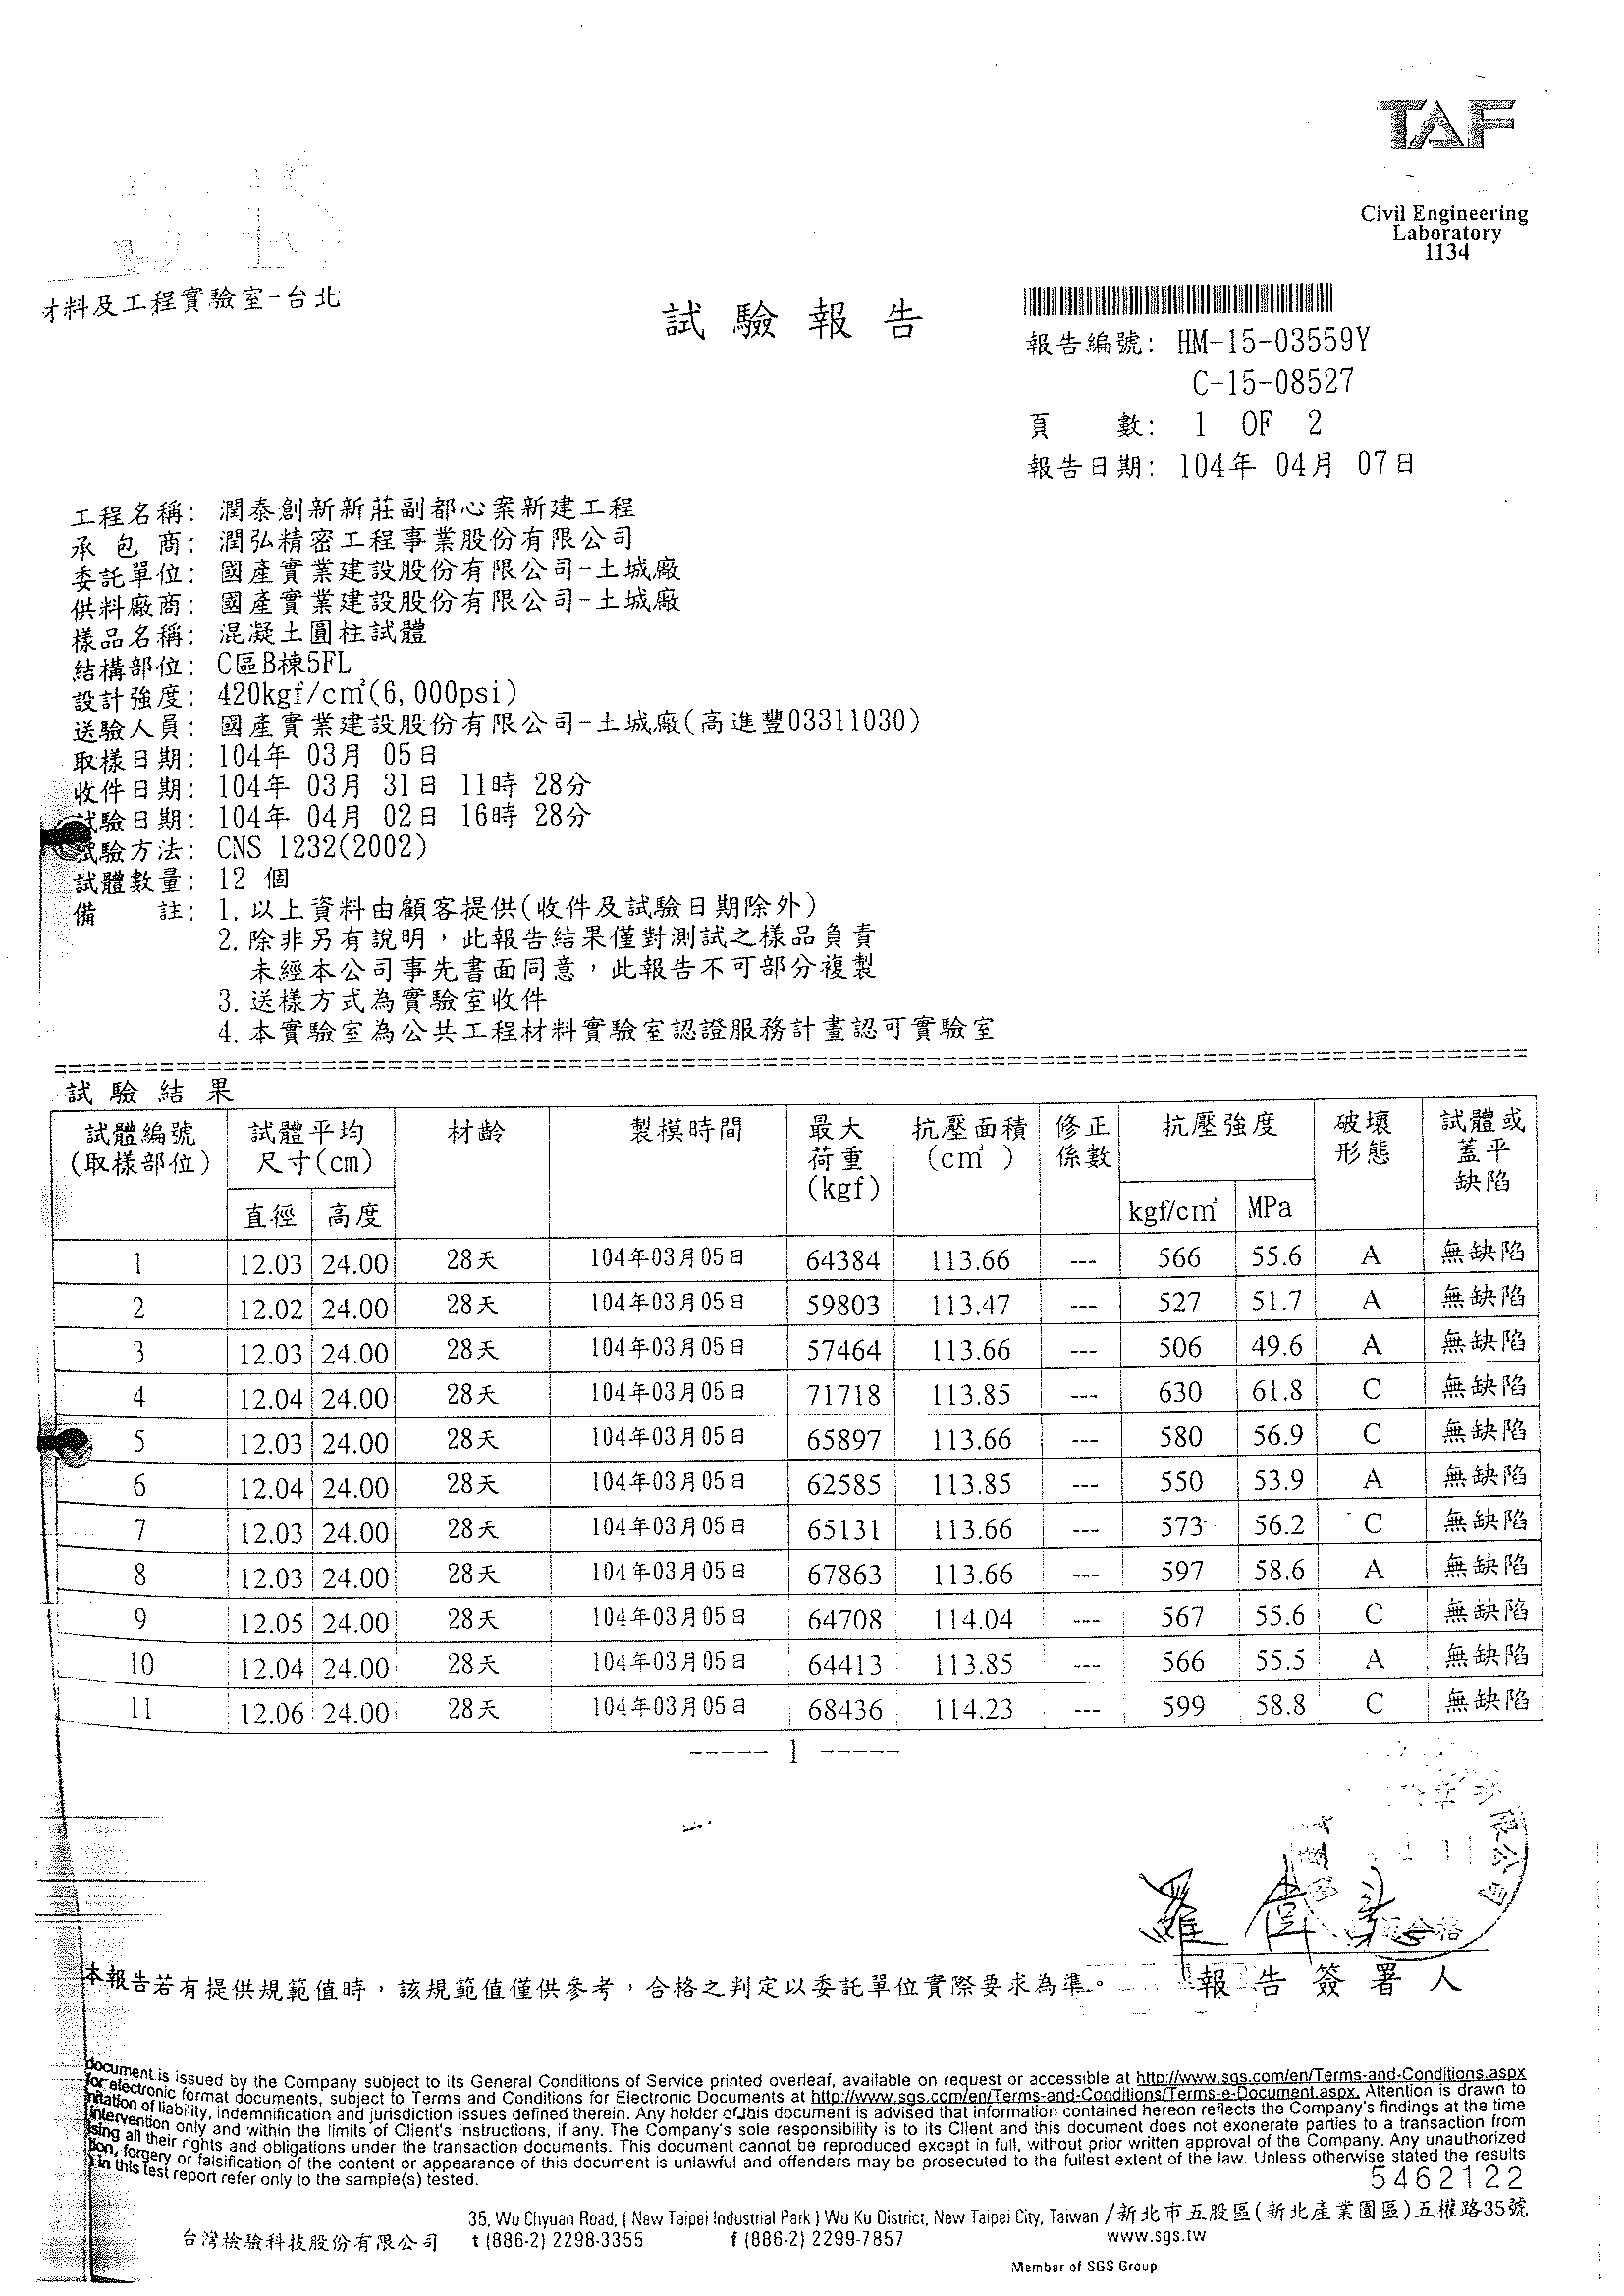 TAF
Civil Engineering
Laboratory
1134
材料及工程實驗室-台北
試驗報告
報告編號: HM-15-03559Y
C-15-08527
頁 數: 1 OF 2
報告日期: 104年 04月 07日
工程名稱: 潤泰創新新莊副都心案新建工程
承包商: 潤弘精密工程事業股份有限公司
委託單位: 國產實業建設股份有限公司-土城廠
供料廠商: 國產實業建設股份有限公司-土城廠
樣品名稱: 混凝土圓柱試體
結構部位: C區B棟5FL
設計強度: 420kgf/c㎡(6,000psi)
送驗人員: 國產實業建設股份有限公司-土城廠(高進豐03311030)
取樣日期: 104年 03月 05日
收件日期: 104年 03月 31日 11時 28分
試驗日期: 104年 04月 02日 16時 28分
試驗方法: CNS 1232(2002)
試體數量: 12 個
備 註: 1.以上資料由顧客提供(收件及試驗日期除外)
2.除非另有說明,此報告結果僅對測試之樣品負責
未經本公司事先書面同意,此報告不可部分複製
3.送樣方式為實驗室收件
4.本實驗室為公共工程材料實驗室認證服務計畫認可實驗室
試驗結果
試體編號 試體平均 材齡 製模時間 最大 抗壓面積 修正 抗壓強度 破壞 試體或
(取樣部位) 尺寸(cm) 荷重 (c㎡) 係數 形態 蓋平
(kgf) 缺陷
直徑 高度 kgf/c㎡ MPa
1 12.03 24.00 28天 104年03月05日 64384 113.66 --- 566 55.6 A 無缺陷
2 12.02 24.00 28天 104年03月05日 59803 113.47 --- 527 51.7 A 無缺陷
3 12.03 24.00 28天 104年03月05日 57464 113.66 --- 506 49.6 A 無缺陷
4 12.04 24.00 28天 104年03月05日 71718 113.85 --- 630 61.8 C 無缺陷
5 12.03 24.00 28天 104年03月05日 65897 113.66 --- 580 56.9 C 無缺陷
6 12.04 24.00 28天 104年03月05日 62585 113.85 --- 550 53.9 A 無缺陷
7 12.03 24.00 28天 104年03月05日 65131 113.66 --- 573 56.2 C 無缺陷
8 12.03 24.00 28天 104年03月05日 67863 113.66 --- 597 58.6 A 無缺陷
9 12.05 24.00 28天 104年03月05日 64708 114.04 --- 567 55.6 C 無缺陷
10 12.04 24.00 28天 104年03月05日 64413 113.85 --- 566 55.5 A 無缺陷
11 12.06 24.00 28天 104年03月05日 68436 114.23 --- 599 58.8 C 無缺陷
----- 1 -----
本報告若有提供規範值時,該規範值僅供參考,合格之判定以委託單位實際要求為準。
報告簽署人
document is issued by the Company subject to its General Conditions of Service printed overleaf, available on request or accessible at http://www.sgs.com/en/Terms-and-Conditions.aspx
for electronic format documents, subject to Terms and Conditions for Electronic Documents at http://www.sgs.com/en/Terms-and-Conditions/Terms-e-Document.aspx. Attention is drawn to
limitation of liability, indemnification and jurisdiction issues defined therein. Any holder of this document is advised that information contained hereon reflects the Company's findings at the time
intervention only and within the limits of Client's instructions, if any. The Company's sole responsibility is to its Client and this document does not exonerate parties to a transaction from
all their rights and obligations under the transaction documents. This document cannot be reproduced except in full, without prior written approval of the Company. Any unauthorized
forgery or falsification of the content or appearance of this document is unlawful and offenders may be prosecuted to the fullest extent of the law. Unless otherwise stated the results
in this test report refer only to the sample(s) tested.
5462122
35, Wu Chyuan Road, ( New Taipei Industrial Park ) Wu Ku District, New Taipei City, Taiwan /新北市五股區(新北產業園區)五權路35號
台灣檢驗科技股份有限公司 t (886-2) 2298-3355 f (886-2) 2299-7857 www.sgs.tw
Member of SGS Group